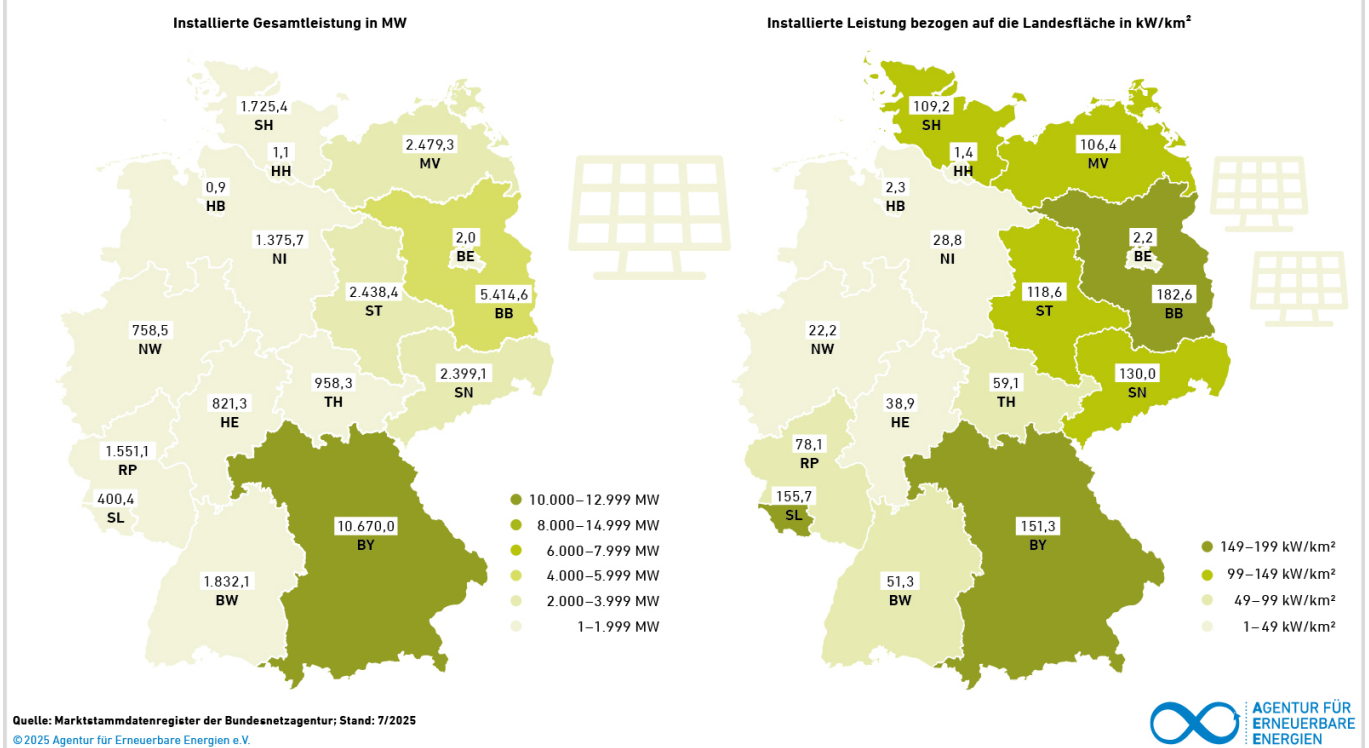 Installierte Gesamtleistung in MW
1.725,4
SH
1,1
HH
2.479,3
MV
0,9
HB
1.375,7
NI
2,0
BE
2.438,4
ST
5.414,6
BB
758,5
NW
958,3
TH
2.399,1
SN
821,3
HE
1.551,1
RP
400,4
SL
10.670,0
BY
1.832,1
BW
10.000–12.999 MW
8.000–14.999 MW
6.000–7.999 MW
4.000–5.999 MW
2.000–3.999 MW
1–1.999 MW
Installierte Leistung bezogen auf die Landesfläche in kW/km²
109,2
SH
1,4
HH
106,4
MV
2,3
HB
28,8
NI
2,2
BE
118,6
ST
182,6
BB
22,2
NW
59,1
TH
130,0
SN
38,9
HE
78,1
RP
155,7
SL
151,3
BY
51,3
BW
149–199 kW/km²
99–149 kW/km²
49–99 kW/km²
1–49 kW/km²
Quelle: Marktstammdatenregister der Bundesnetzagentur; Stand: 7/2025
© 2025 Agentur für Erneuerbare Energien e.V.
AGENTUR FÜR
ERNEUERBARE
ENERGIEN